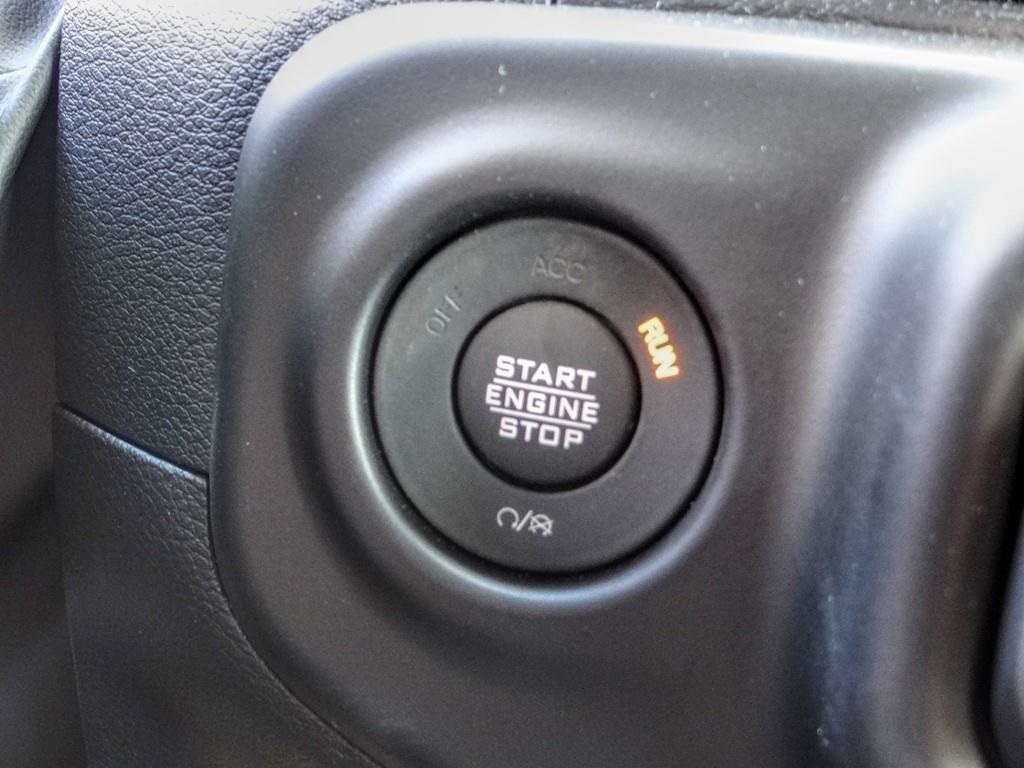 OFF
ACC
RUN
START
ENGINE
STOP